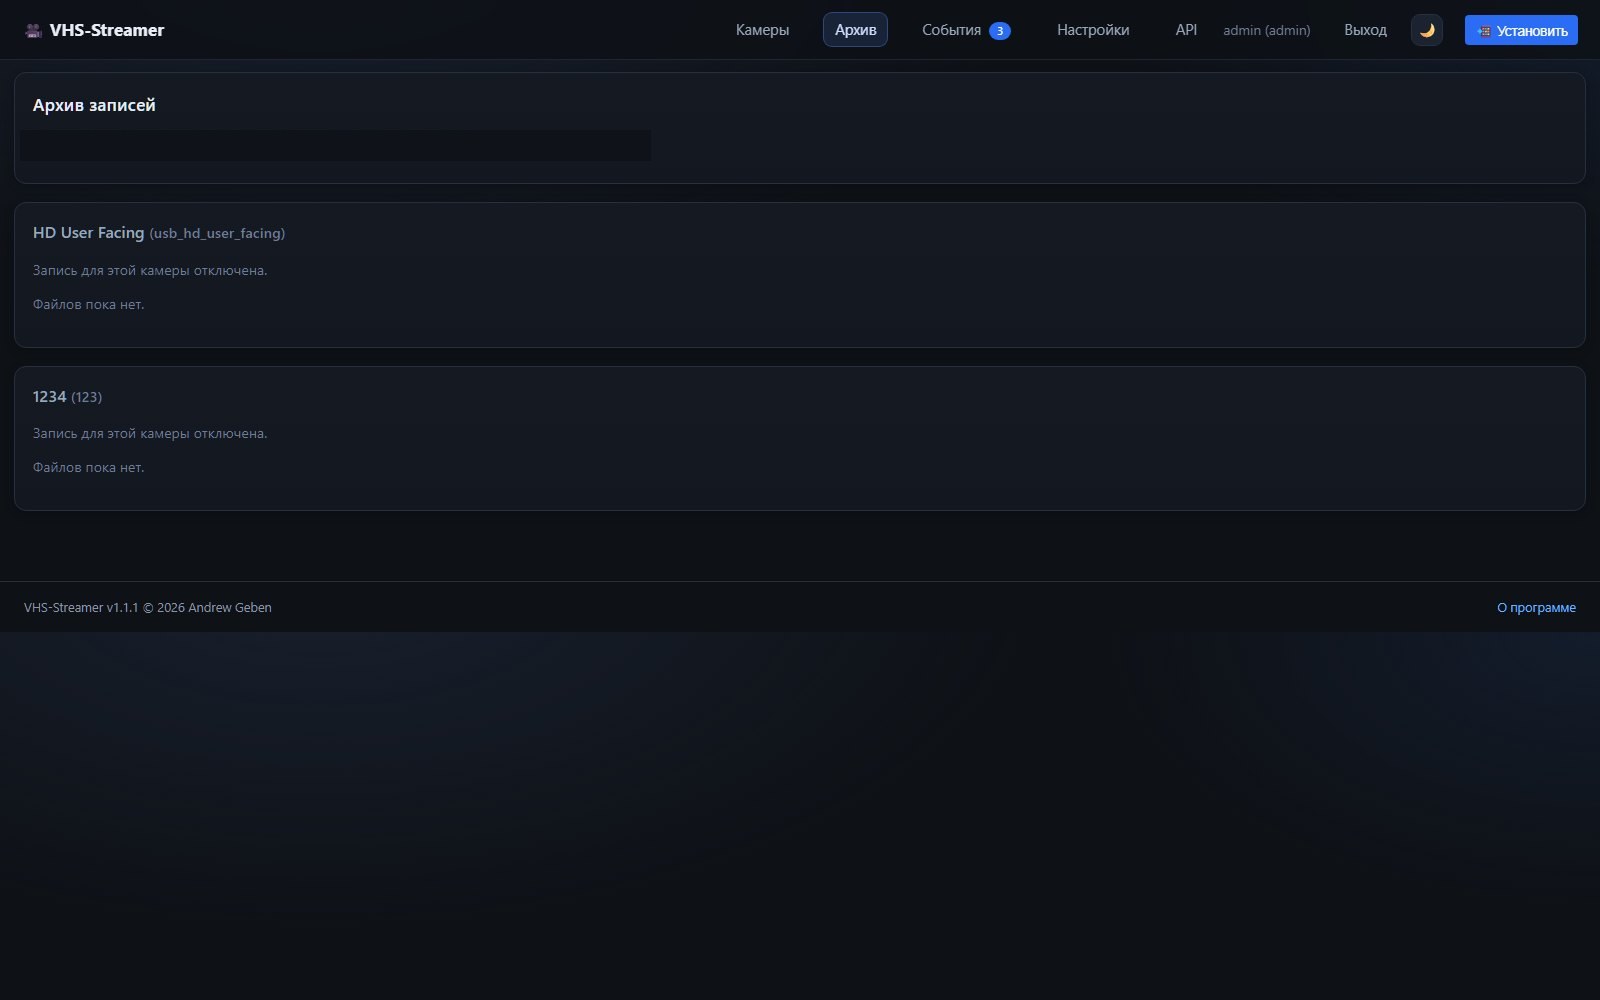 VHS-Streamer
Камеры Архив События 3 Настройки API admin (admin) Выход Установить
Архив записей
HD User Facing (usb_hd_user_facing)
Запись для этой камеры отключена.
Файлов пока нет.
1234 (123)
Запись для этой камеры отключена.
Файлов пока нет.
VHS-Streamer v1.1.1 © 2026 Andrew Geben
О программе